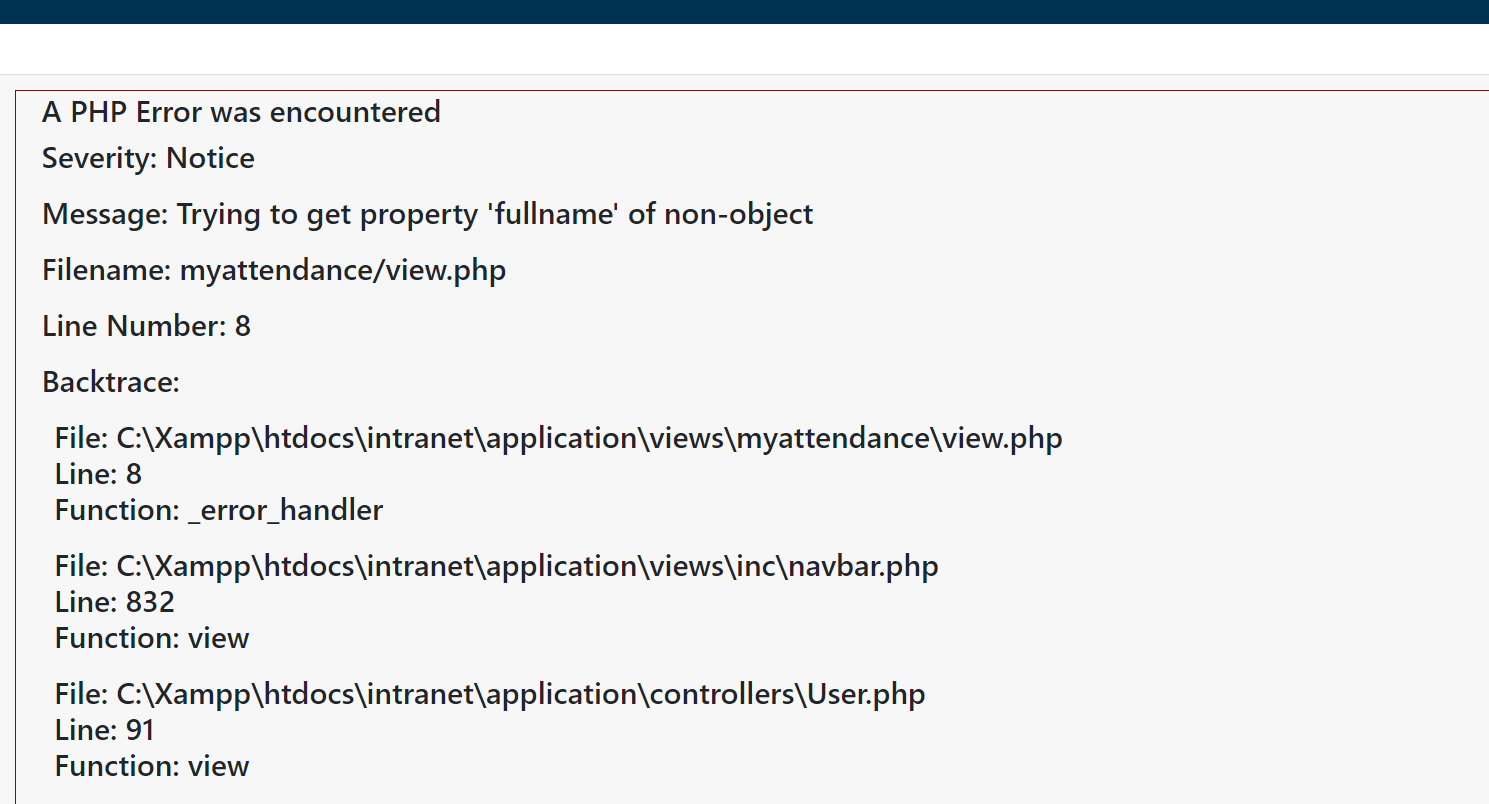 A PHP Error was encountered
Severity: Notice
Message: Trying to get property 'fullname' of non-object
Filename: myattendance/view.php
Line Number: 8
Backtrace:
File: C:\Xampp\htdocs\intranet\application\views\myattendance\view.php
Line: 8
Function: _error_handler
File: C:\Xampp\htdocs\intranet\application\views\inc\navbar.php
Line: 832
Function: view
File: C:\Xampp\htdocs\intranet\application\controllers\User.php
Line: 91
Function: view